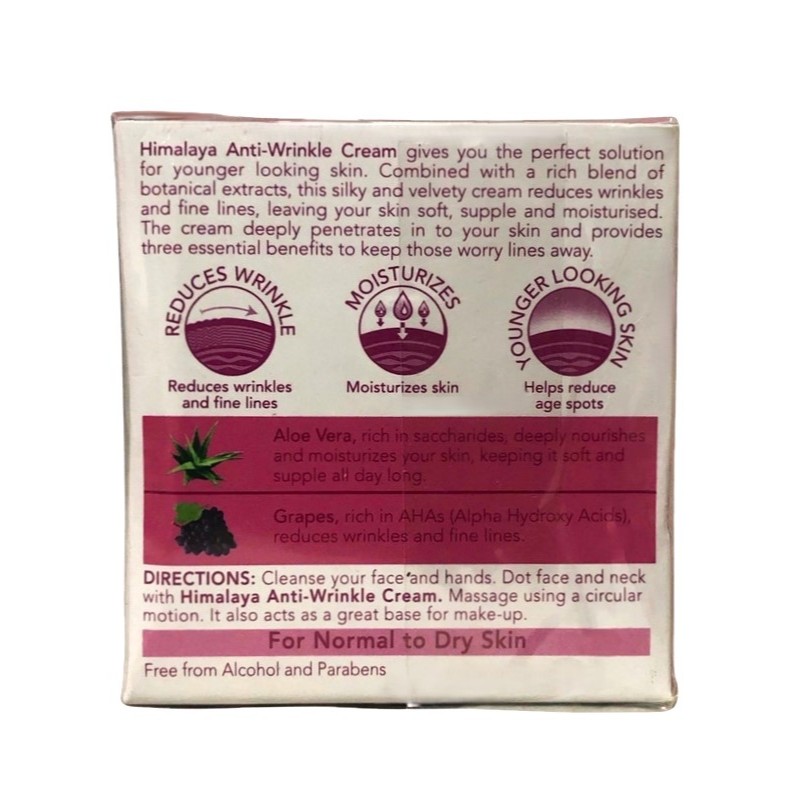 Himalaya Anti-Wrinkle Cream gives you the perfect solution
for younger looking skin. Combined with a rich blend of
botanical extracts, this silky and velvety cream reduces wrinkles
and fine lines, leaving your skin soft, supple and moisturised.
The cream deeply penetrates in to your skin and provides
three essential benefits to keep those worry lines away.
REDUCES WRINKLE
MOISTURIZES
YOUNGER LOOKING SKIN
Reduces wrinkles
and fine lines
Moisturizes skin
Helps reduce
age spots
Aloe Vera, rich in saccharides, deeply nourishes
and moisturizes your skin, keeping it soft and
supple all day long.
Grapes, rich in AHAs (Alpha Hydroxy Acids),
reduces wrinkles and fine lines.
DIRECTIONS: Cleanse your face and hands. Dot face and neck
with Himalaya Anti-Wrinkle Cream. Massage using a circular
motion. It also acts as a great base for make-up.
For Normal to Dry Skin
Free from Alcohol and Parabens